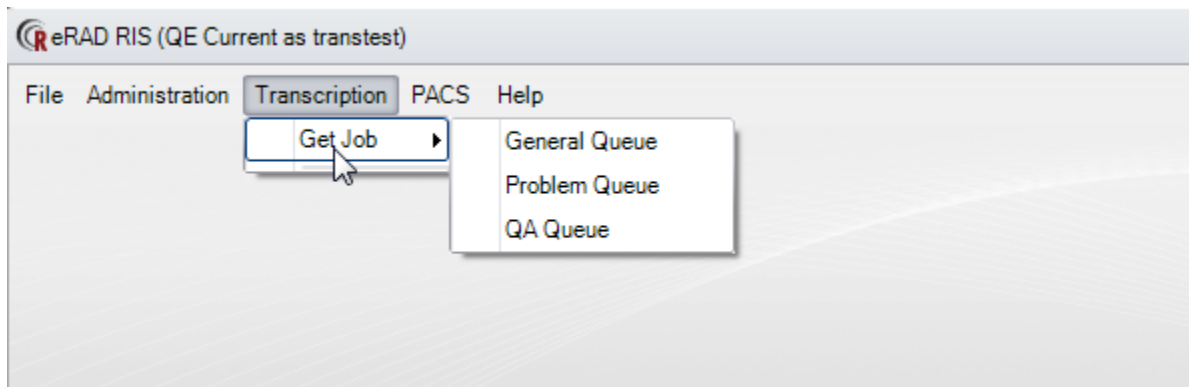 eRAD RIS (QE Current as transtest)
File Administration Transcription PACS Help
Get Job General Queue
Problem Queue
QA Queue